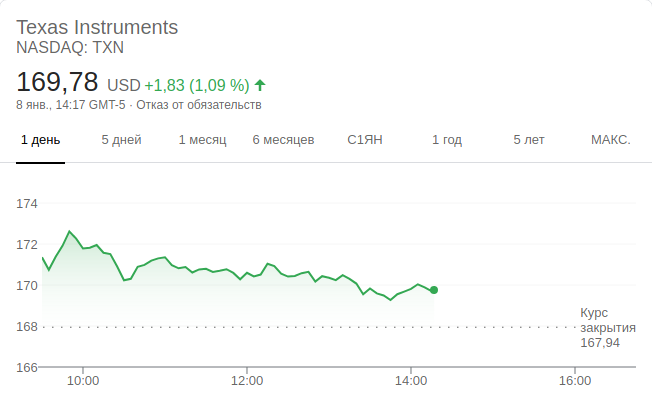 Texas Instruments
NASDAQ: TXN
169,78 USD +1,83 (1,09 %)
8 янв., 14:17 GMT-5 · Отказ от обязательств
1 день 5 дней 1 месяц 6 месяцев С1ЯН 1 год 5 лет МАКС.
174
172
170
168
166
Курс
закрытия
167,94
10:00 12:00 14:00 16:00